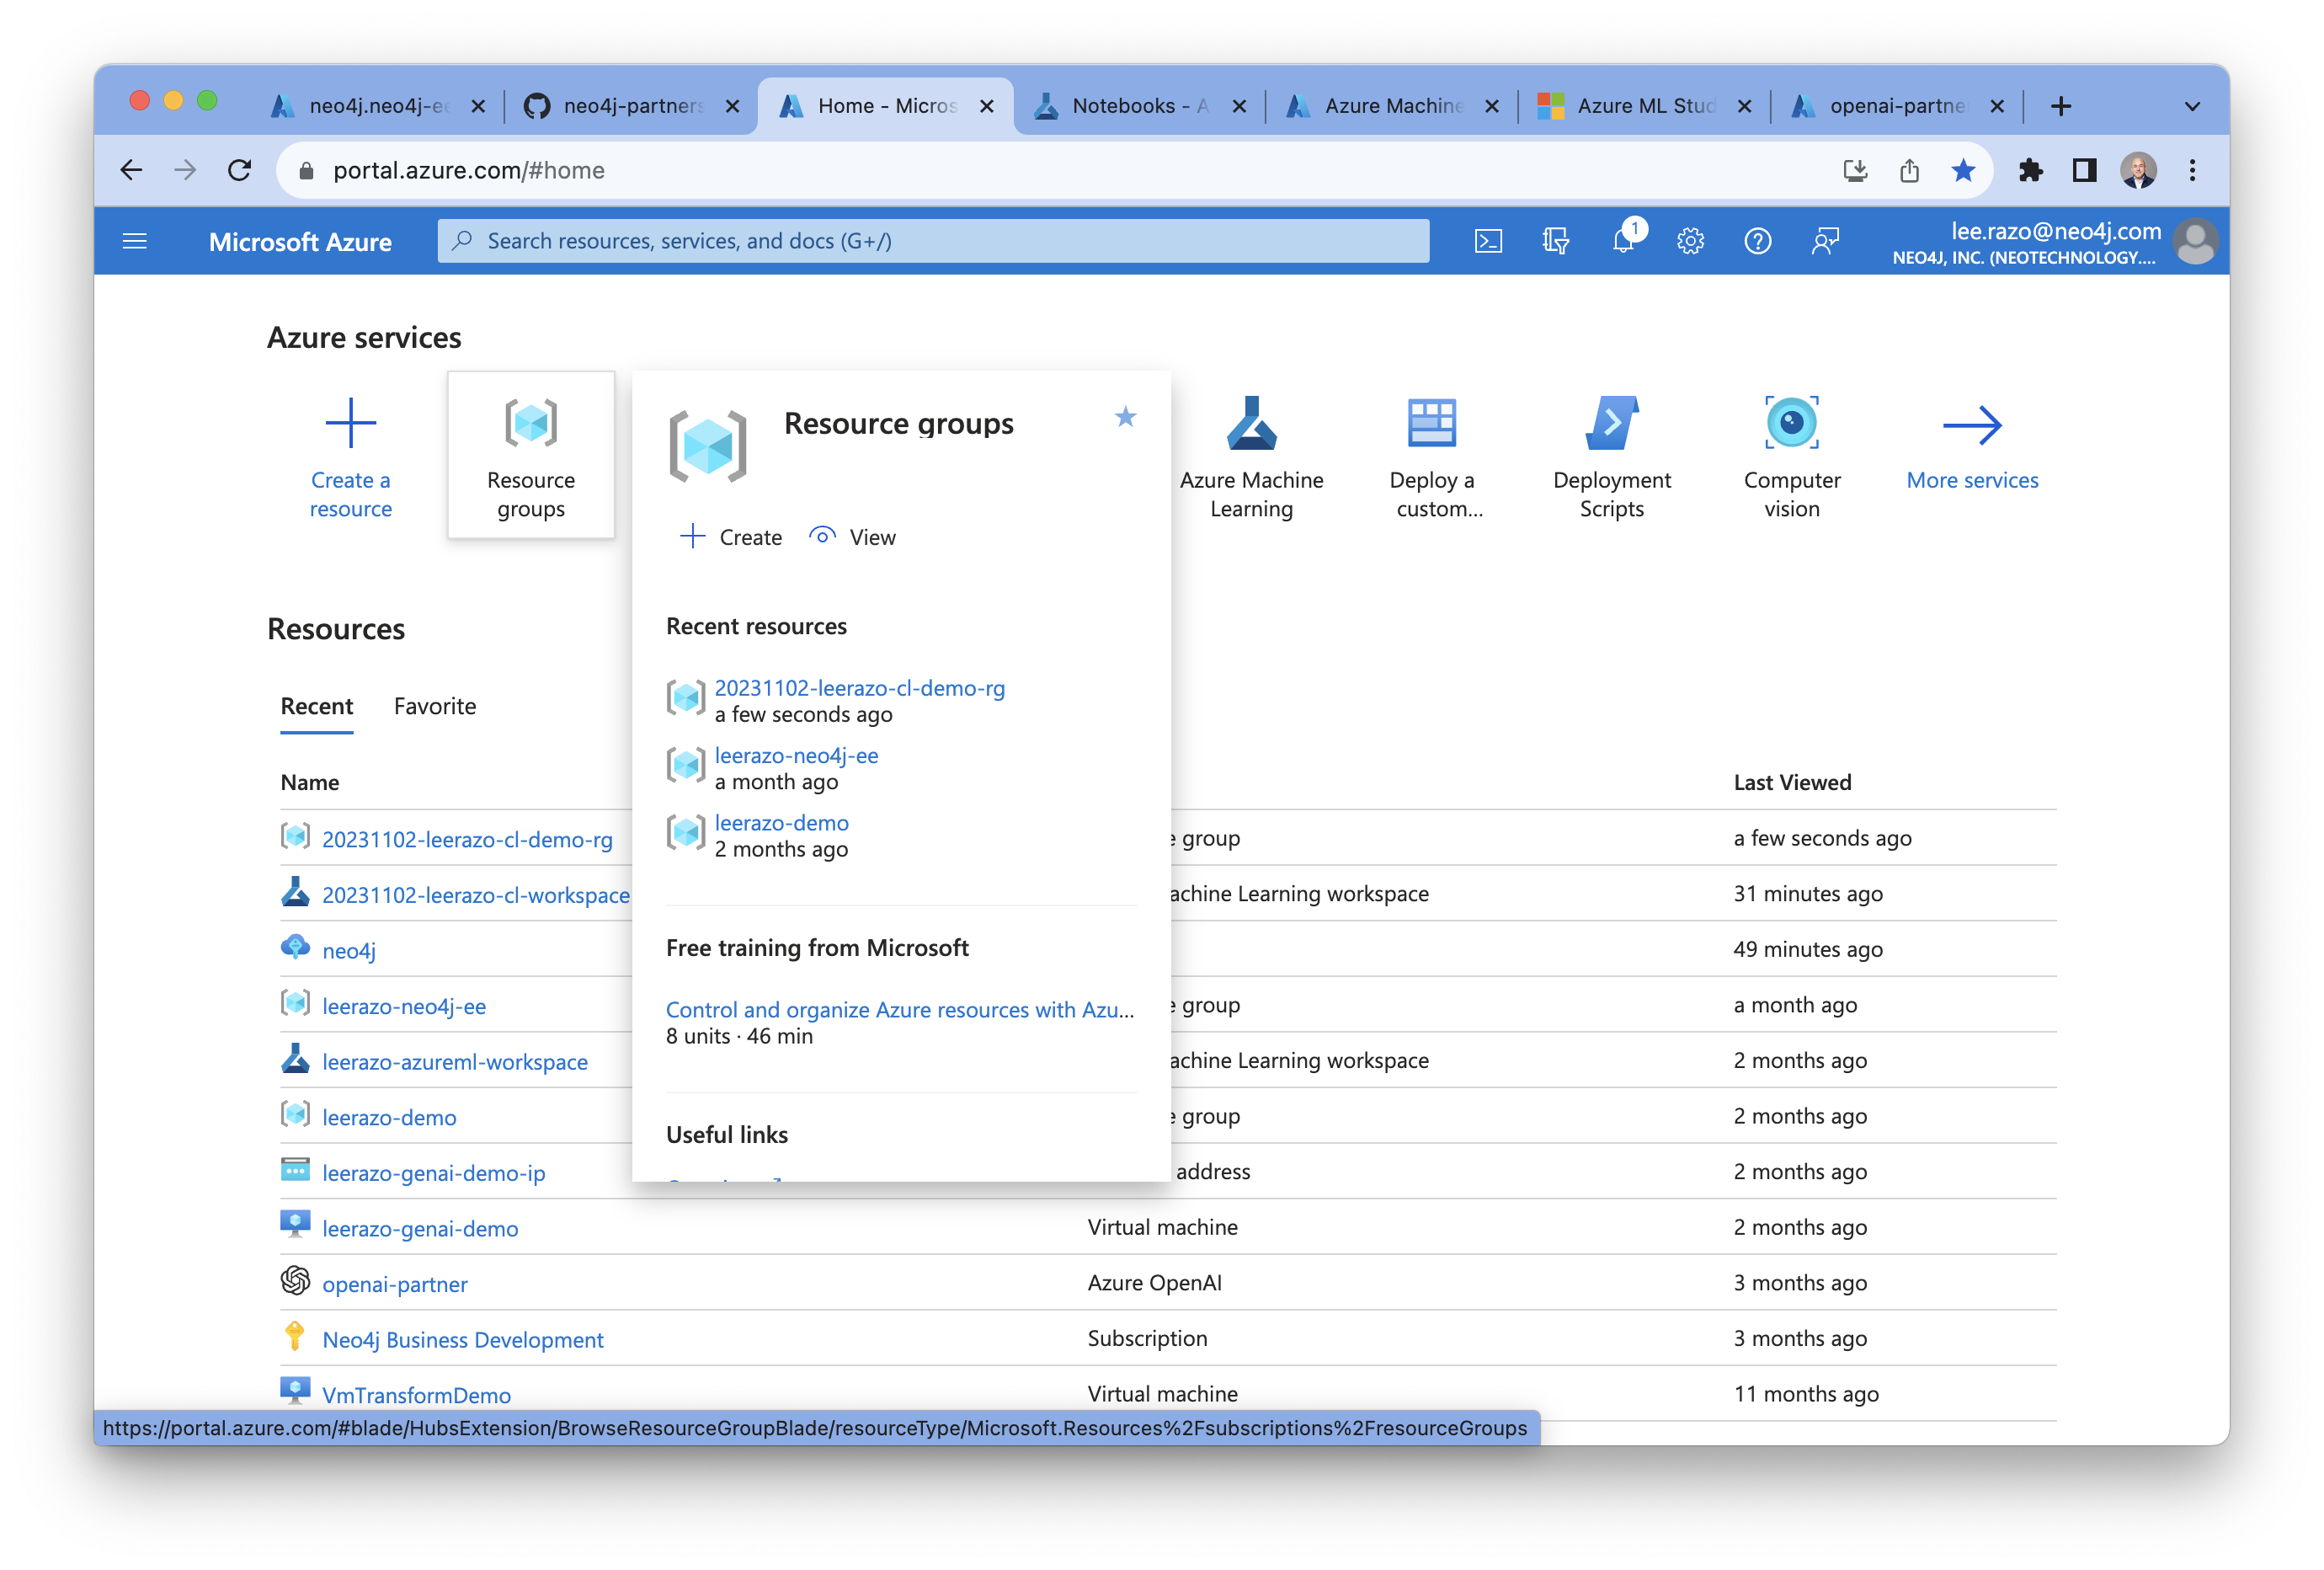 neo4j.neo4j-ee
neo4j-partners
Home - Micros
Notebooks - A
Azure Machine
Azure ML Stud
openai-partne
portal.azure.com/#home
Microsoft Azure
Search resources, services, and docs (G+/)
1
lee.razo@neo4j.com
NEO4J, INC. (NEOTECHNOLOGY....
Azure services
Create a
resource
Resource
groups
Resource groups
Create
View
Recent resources
20231102-leerazo-cl-demo-rg
a few seconds ago
leerazo-neo4j-ee
a month ago
leerazo-demo
2 months ago
Free training from Microsoft
Control and organize Azure resources with Azu...
8 units · 46 min
Useful links
Azure Machine
Learning
Deploy a
custom...
Deployment
Scripts
Computer
vision
More services
Resources
Recent Favorite
Name Last Viewed
20231102-leerazo-cl-demo-rg e group a few seconds ago
20231102-leerazo-cl-workspace achine Learning workspace 31 minutes ago
neo4j 49 minutes ago
leerazo-neo4j-ee e group a month ago
leerazo-azureml-workspace achine Learning workspace 2 months ago
leerazo-demo e group 2 months ago
leerazo-genai-demo-ip address 2 months ago
leerazo-genai-demo Virtual machine 2 months ago
openai-partner Azure OpenAI 3 months ago
Neo4j Business Development Subscription 3 months ago
VmTransformDemo Virtual machine 11 months ago
https://portal.azure.com/#blade/HubsExtension/BrowseResourceGroupBlade/resourceType/Microsoft.Resources%2Fsubscriptions%2FresourceGroups